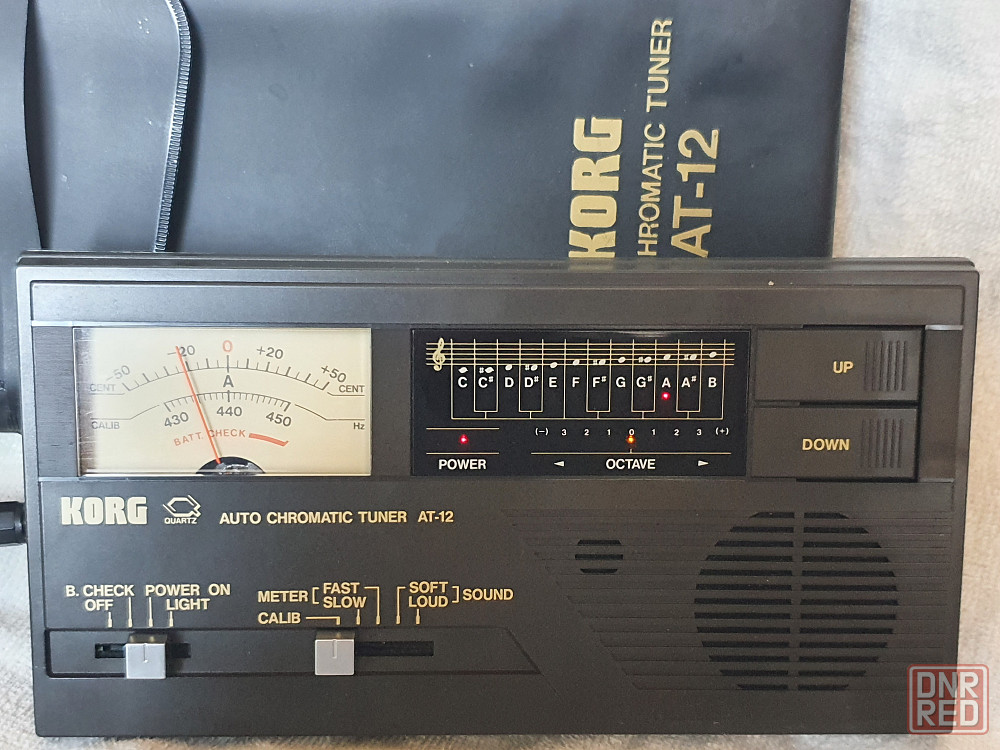 KORG
HROMATIC TUNER
AT-12
-50 -20 0 +20 +50
CENT A CENT
CALIB 430 440 450 Hz
BATT. CHECK
C C# D D# E F F# G G# A A# B
(-) 3 2 1 0 1 2 3 (+)
POWER ◄ OCTAVE ►
UP
DOWN
KORG QUARTZ AUTO CHROMATIC TUNER AT-12
B. CHECK POWER ON
OFF LIGHT
METER [ FAST SOFT ] SOUND
SLOW LOUD
CALIB
DNR
RED